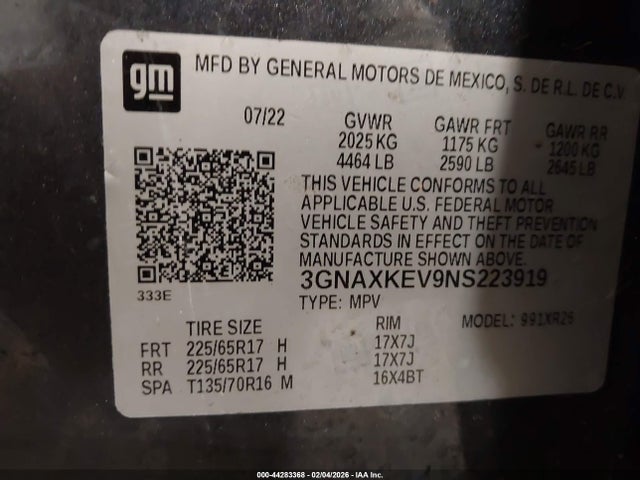 gm
MFD BY GENERAL MOTORS DE MEXICO, S. DE R.L. DE C.V.
07/22 GVWR GAWR FRT GAWR RR
2025 KG 1175 KG 1200 KG
4464 LB 2590 LB 2645 LB
THIS VEHICLE CONFORMS TO ALL
APPLICABLE U.S. FEDERAL MOTOR
VEHICLE SAFETY AND THEFT PREVENTION
STANDARDS IN EFFECT ON THE DATE OF
MANUFACTURE SHOWN ABOVE.
333E
3GNAXKEV9NS223919
TYPE: MPV MODEL: 991XR26
TIRE SIZE RIM
FRT 225/65R17 H 17X7J
RR 225/65R17 H 17X7J
SPA T135/70R16 M 16X4BT
000-44283368 - 02/04/2026 - IAA Inc.